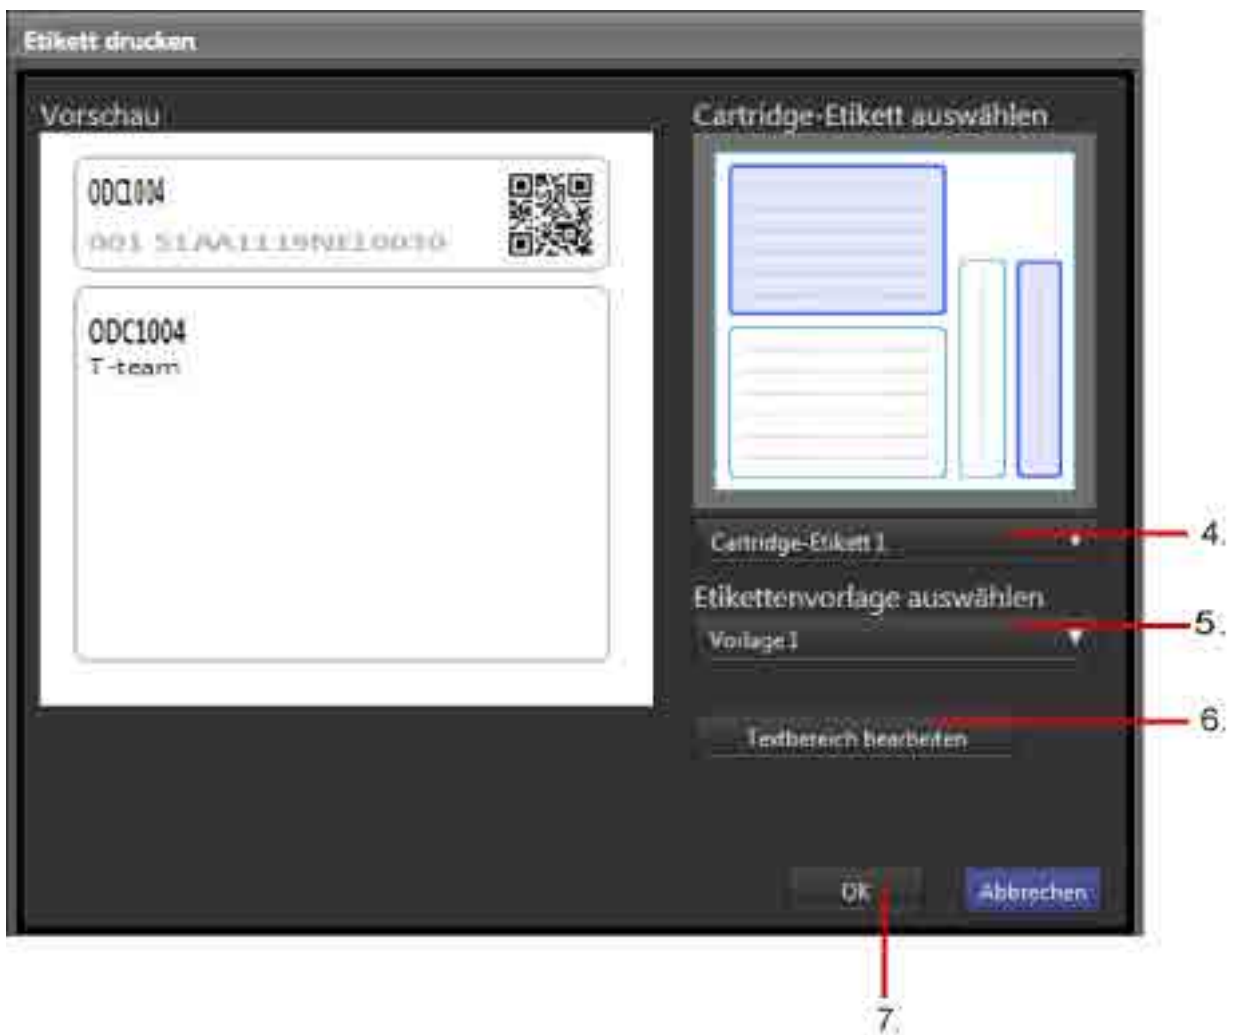 Etikett drucken
Vorschau
ODC1004
ODC1004
T-team
Cartridge-Etikett auswählen
Cartridge-Etikett 1
4.
Etikettenvorlage auswählen
Vorlage 1
5.
Textbereich bearbeiten
6.
OK
Abbrechen
7.